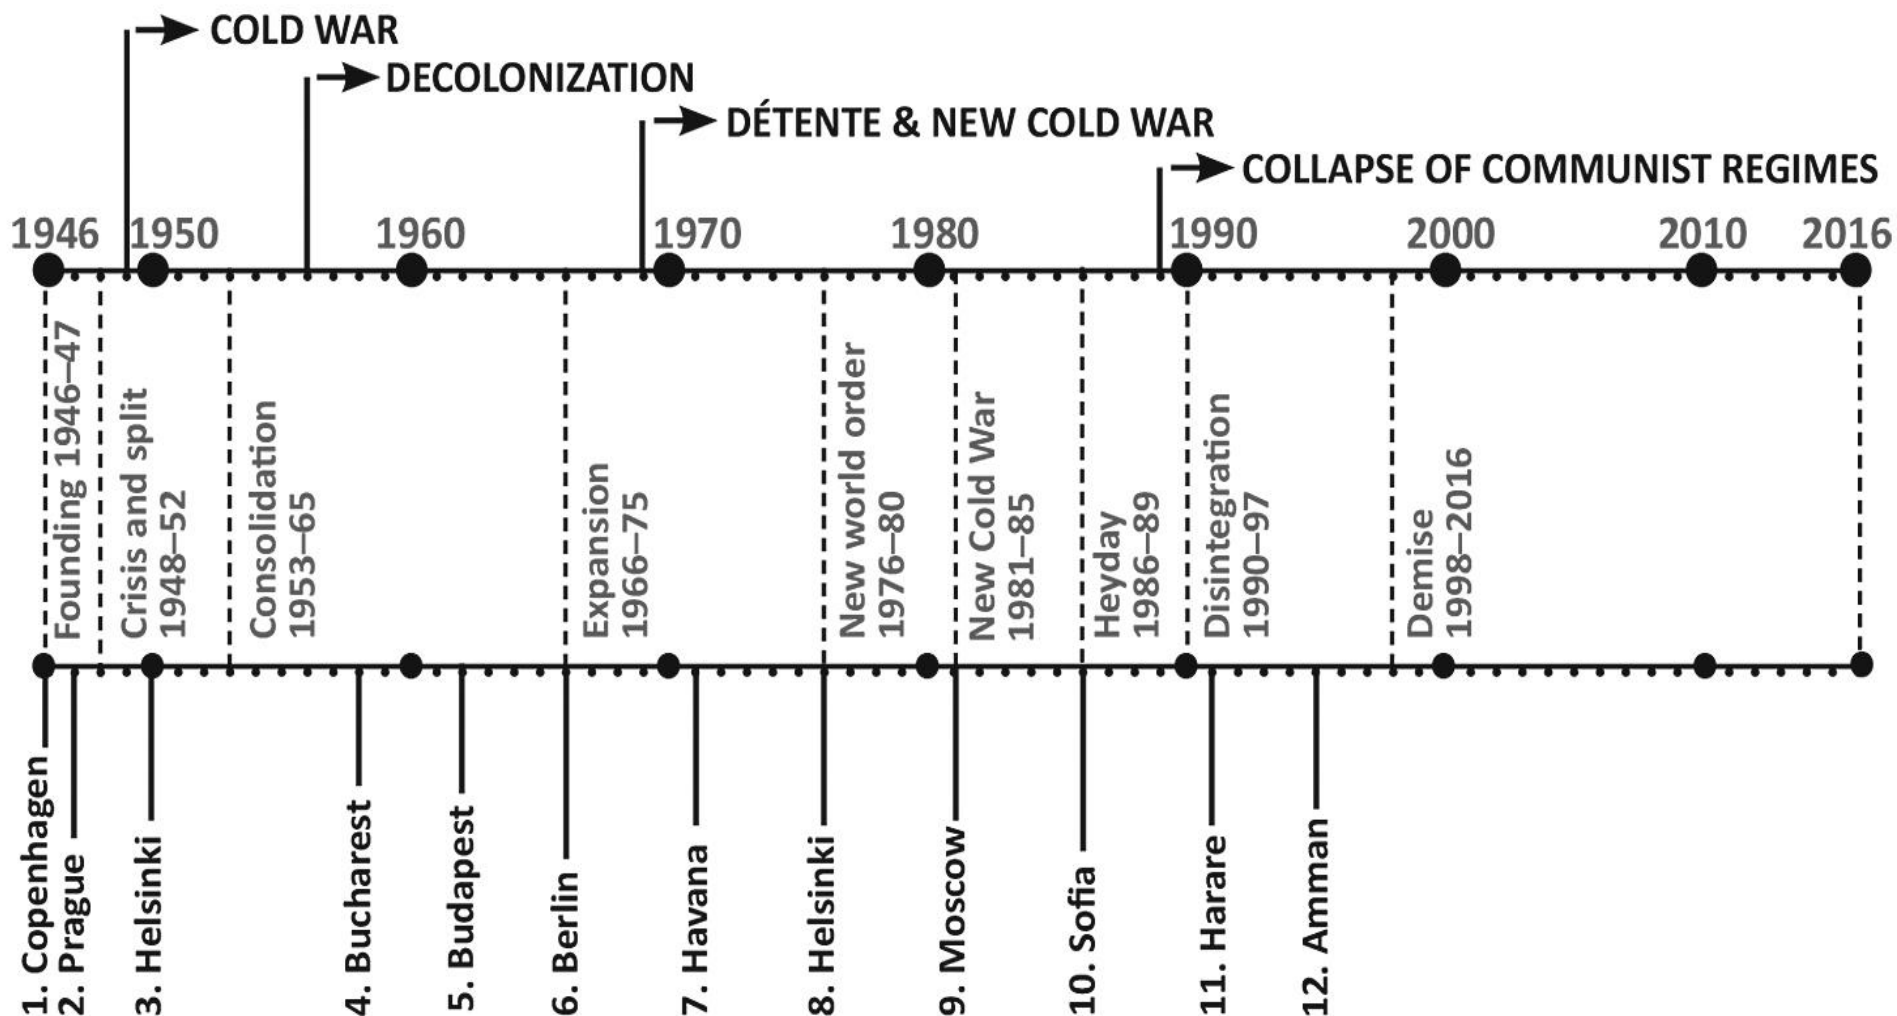 COLD WAR
DECOLONIZATION
DÉTENTE & NEW COLD WAR
COLLAPSE OF COMMUNIST REGIMES
1946 1950 1960 1970 1980 1990 2000 2010 2016
Founding 1946–47
Crisis and split
1948–52
Consolidation
1953–65
Expansion
1966–75
New world order
1976–80
New Cold War
1981–85
Heyday
1986–89
Disintegration
1990–97
Demise
1998–2016
1. Copenhagen
2. Prague
3. Helsinki
4. Bucharest
5. Budapest
6. Berlin
7. Havana
8. Helsinki
9. Moscow
10. Sofia
11. Harare
12. Amman